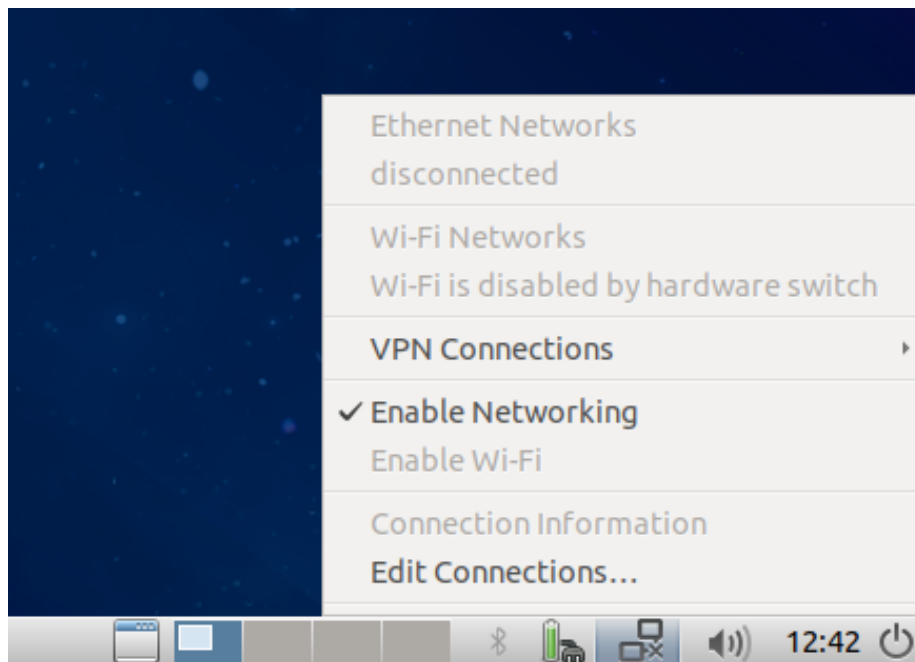 Ethernet Networks
disconnected
Wi-Fi Networks
Wi-Fi is disabled by hardware switch
VPN Connections
Enable Networking
Enable Wi-Fi
Connection Information
Edit Connections...
12:42